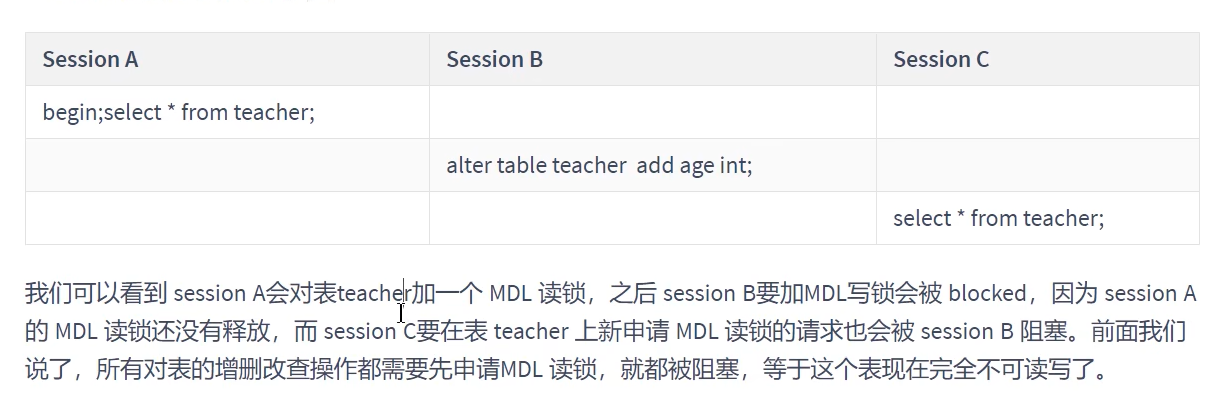 Session A Session B Session C
begin;select * from teacher;
alter table teacher  add age int;
select * from teacher;
我们可以看到 session A会对表teacher加一个 MDL 读锁，之后 session B要加MDL写锁会被 blocked，因为 session A
的 MDL 读锁还没有释放，而 session C要在表 teacher 上新申请 MDL 读锁的请求也会被 session B 阻塞。前面我们
说了，所有对表的增删改查操作都需要先申请MDL 读锁，就都被阻塞，等于这个表现在完全不可读写了。